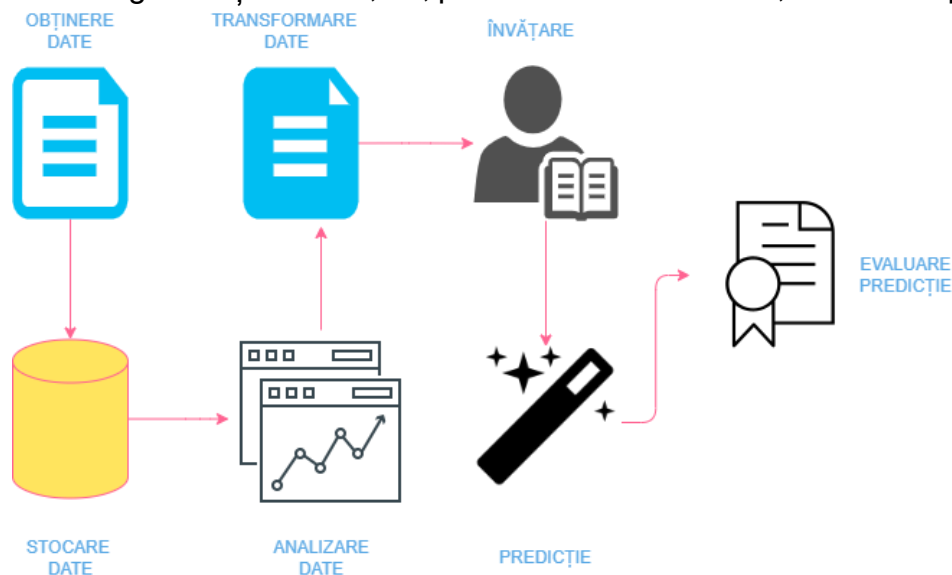 OBȚINERE
DATE
TRANSFORMARE
DATE
ÎNVĂȚARE
EVALUARE
PREDICȚIE
STOCARE
DATE
ANALIZARE
DATE
PREDICȚIE